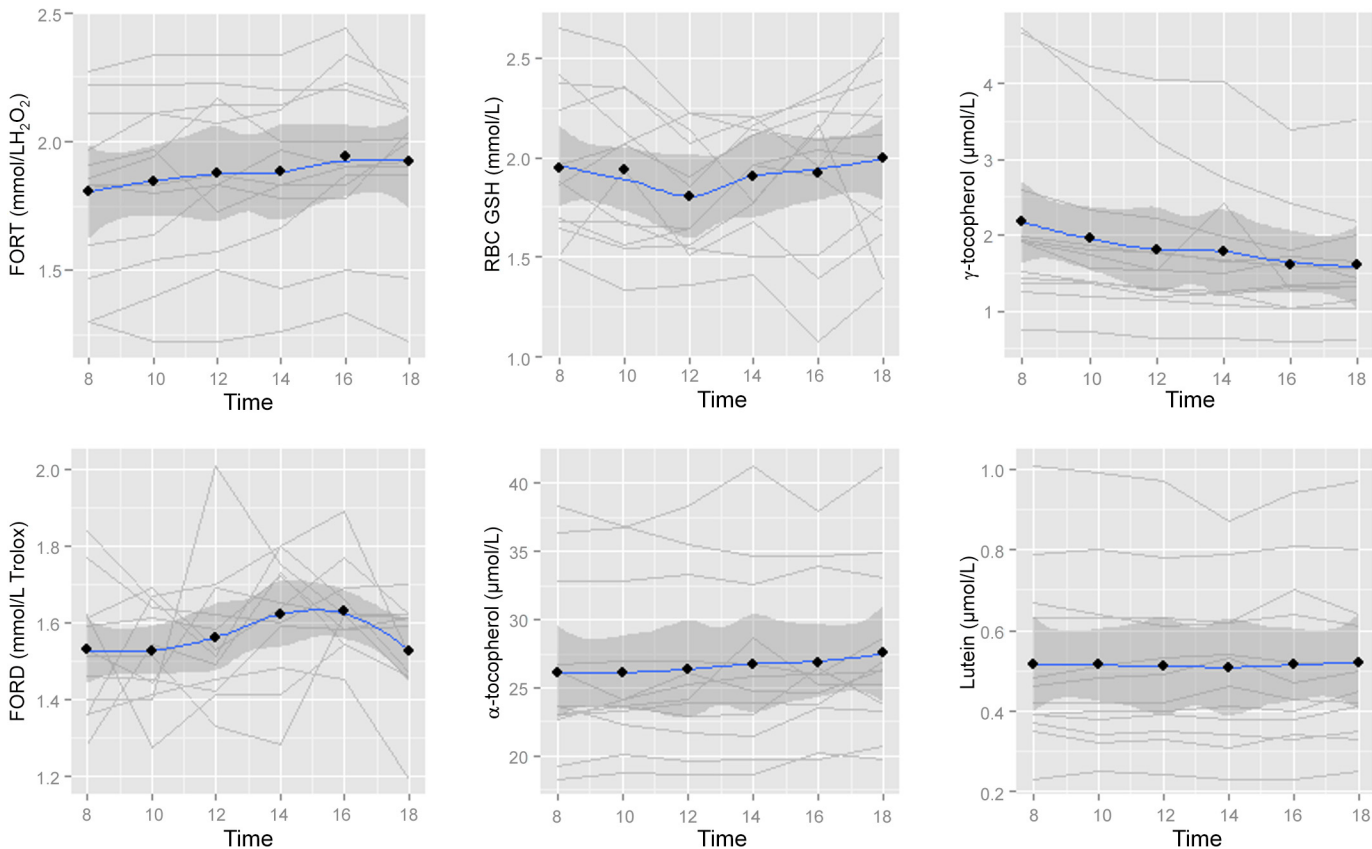 FORT (mmol/LH₂O₂)
2.5
2.0
1.5
8 10 12 14 16 18
Time
RBC GSH (mmol/L)
2.5
2.0
1.5
1.0
8 10 12 14 16 18
Time
γ-tocopherol (µmol/L)
4
3
2
1
8 10 12 14 16 18
Time
FORD (mmol/L Trolox)
2.0
1.8
1.6
1.4
1.2
8 10 12 14 16 18
Time
α-tocopherol (µmol/L)
40
35
30
25
20
8 10 12 14 16 18
Time
Lutein (µmol/L)
1.0
0.8
0.6
0.4
0.2
8 10 12 14 16 18
Time